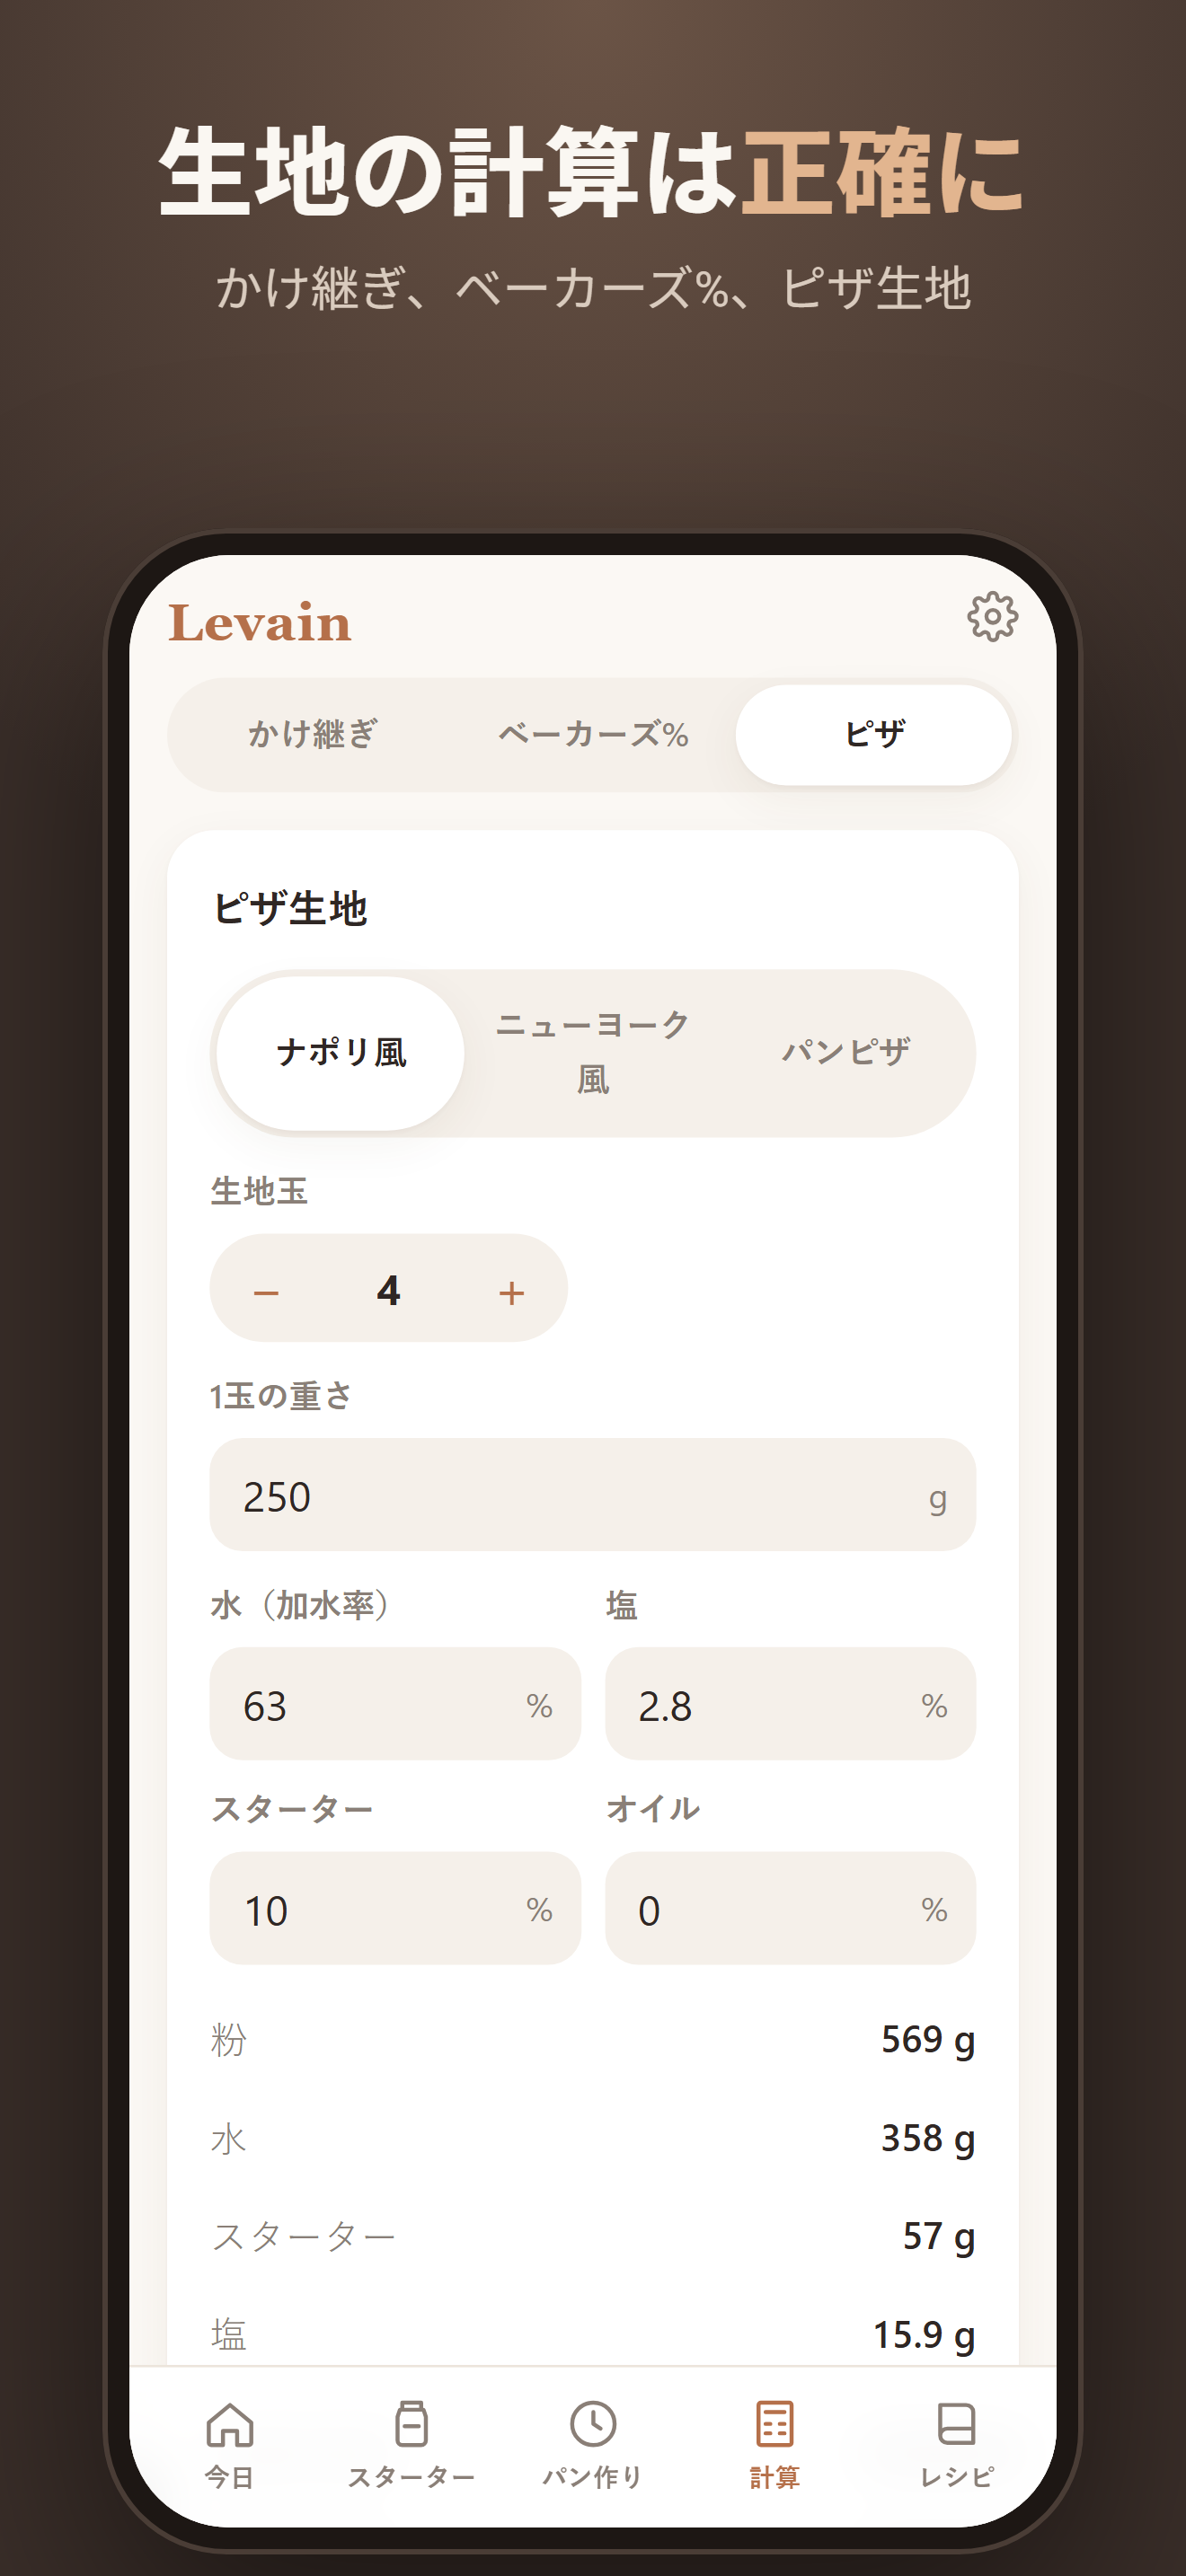 生地の計算は正確に
かけ継ぎ、ベーカーズ%、ピザ生地
Levain
かけ継ぎ
ベーカーズ%
ピザ
ピザ生地
ナポリ風
ニューヨーク
風
パンピザ
生地玉
− 4 +
1玉の重さ
250 g
水（加水率）
塩
63 %
2.8 %
スターター
オイル
10 %
0 %
粉 569 g
水 358 g
スターター 57 g
塩 15.9 g
今日
スターター
パン作り
計算
レシピ